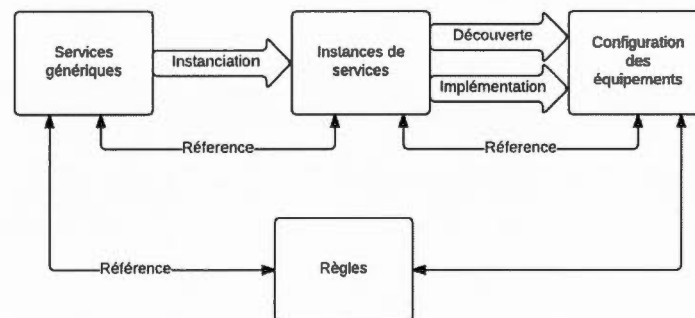 Services
génériques
Instanciation
Instances de
services
Découverte
Implémentation
Configuration
des
équipements
Réference
Réference
Référence
Règles